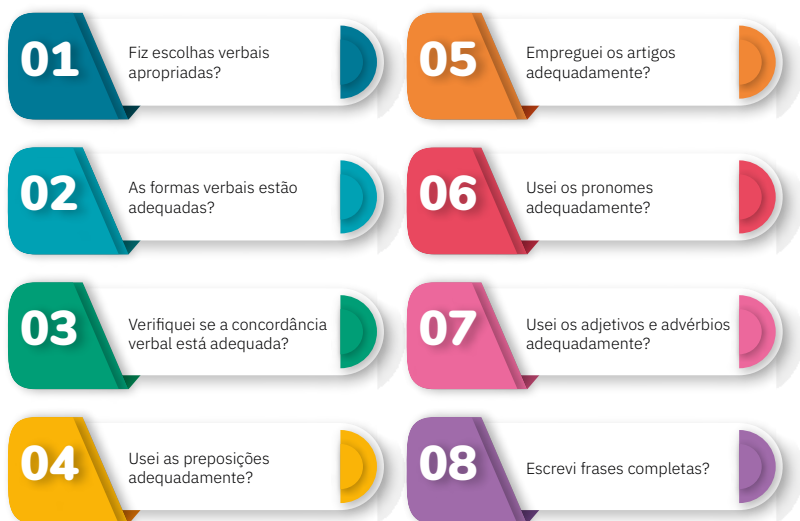 01
Fiz escolhas verbais
apropriadas?
02
As formas verbais estão
adequadas?
03
Verifiquei se a concordância
verbal está adequada?
04
Usei as preposições
adequadamente?
05
Empreguei os artigos
adequadamente?
06
Usei os pronomes
adequadamente?
07
Usei os adjetivos e advérbios
adequadamente?
08
Escrevi frases completas?